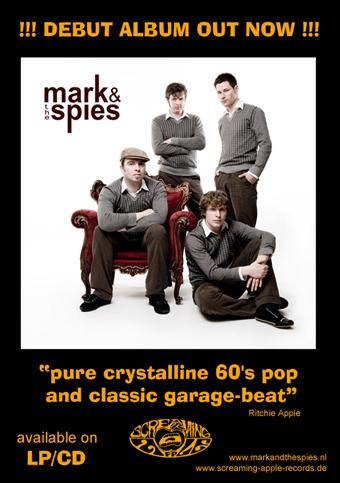 !!! DEBUT ALBUM OUT NOW !!!
mark&
the spies
"pure crystalline 60's pop
and classic garage-beat"
Ritchie Apple
available on
LP/CD
SCREAMING
www.markandthespies.nl
www.screaming-apple-records.de